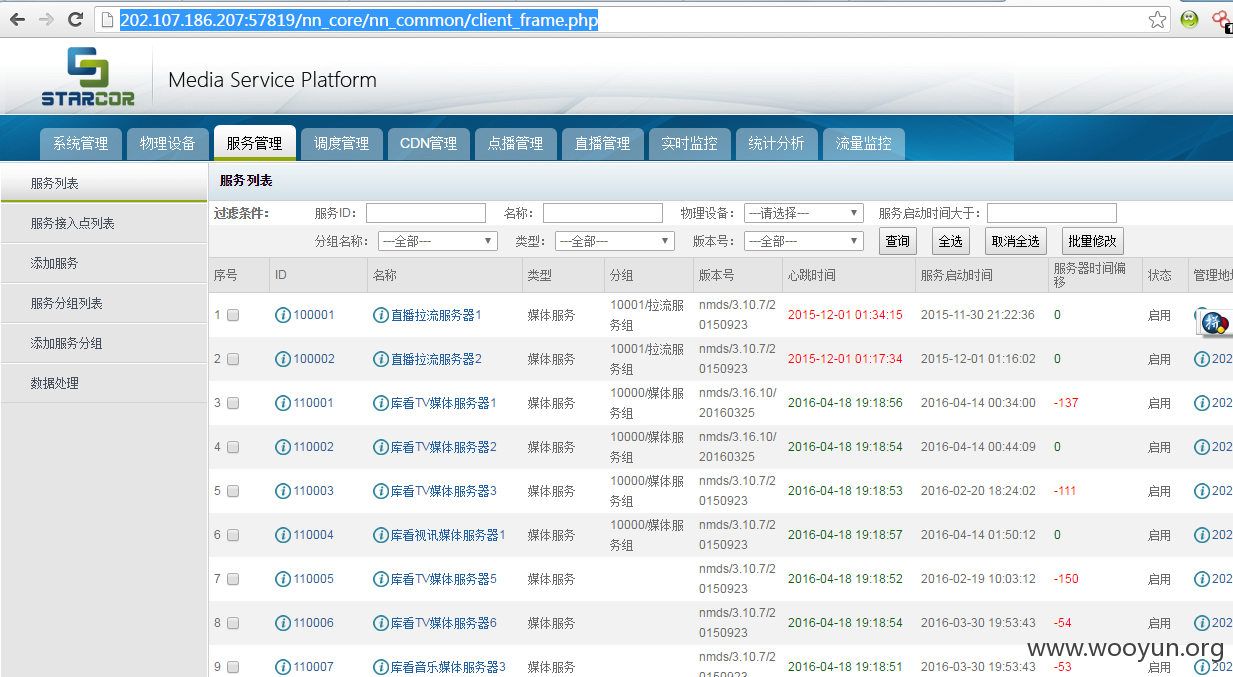 202.107.186.207:57819/nn_core/nn_common/client_frame.php
STARCOR
Media Service Platform
系统管理 物理设备 服务管理 调度管理 CDN管理 点播管理 直播管理 实时监控 统计分析 流量监控
服务列表
服务接入点列表
添加服务
服务分组列表
添加服务分组
数据处理
服务列表
过滤条件: 服务ID: 名称: 物理设备: ---请选择--- 服务启动时间大于:
分组名称: ---全部--- 类型: ---全部--- 版本号: ---全部--- 查询 全选 取消全选 批量修改
序号 ID 名称 类型 分组 版本号 心跳时间 服务启动时间 服务器时间偏移 状态 管理地
1 100001 直播拉流服务器1 媒体服务 10001/拉流服务组 nmds/3.10.7/20150923 2015-12-01 01:34:15 2015-11-30 21:22:36 0 启用
2 100002 直播拉流服务器2 媒体服务 10001/拉流服务组 nmds/3.10.7/20150923 2015-12-01 01:17:34 2015-12-01 01:16:02 0 启用 202
3 110001 库看TV媒体服务器1 媒体服务 10000/媒体服务组 nmds/3.16.10/20160325 2016-04-18 19:18:56 2016-04-14 00:34:00 -137 启用 202
4 110002 库看TV媒体服务器2 媒体服务 10000/媒体服务组 nmds/3.16.10/20160325 2016-04-18 19:18:54 2016-04-14 00:44:09 0 启用 202
5 110003 库看TV媒体服务器3 媒体服务 10000/媒体服务组 nmds/3.10.7/20150923 2016-04-18 19:18:53 2016-02-20 18:24:02 -111 启用 202
6 110004 库看视讯媒体服务器1 媒体服务 10000/媒体服务组 nmds/3.10.7/20150923 2016-04-18 19:18:57 2016-04-14 01:50:12 0 启用 202
7 110005 库看TV媒体服务器5 媒体服务 nmds/3.10.7/20150923 2016-04-18 19:18:52 2016-02-19 10:03:12 -150 启用 202
8 110006 库看TV媒体服务器6 媒体服务 nmds/3.10.7/20150923 2016-04-18 19:18:54 2016-03-30 19:53:43 -54 启用 202
9 110007 库看音乐媒体服务器3 媒体服务 nmds/3.10.7/2 2016-04-18 19:18:51 2016-03-30 19:53:43 -53 启用 202
www.wooyun.org